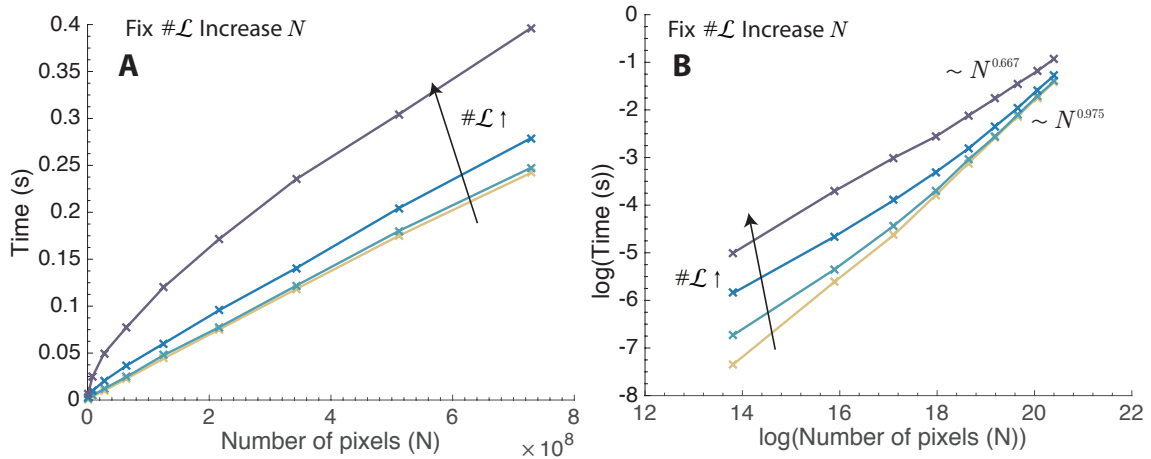 Fix #ℒ Increase N
A
#ℒ ↑
Time (s)
0.4
0.35
0.3
0.25
0.2
0.15
0.1
0.05
0
0 2 4 6 8
Number of pixels (N)
× 10^8
Fix #ℒ Increase N
B
~ N^0.667
~ N^0.975
#ℒ ↑
log(Time (s))
-0
-1
-2
-3
-4
-5
-6
-7
-8
12 14 16 18 20 22
log(Number of pixels (N))